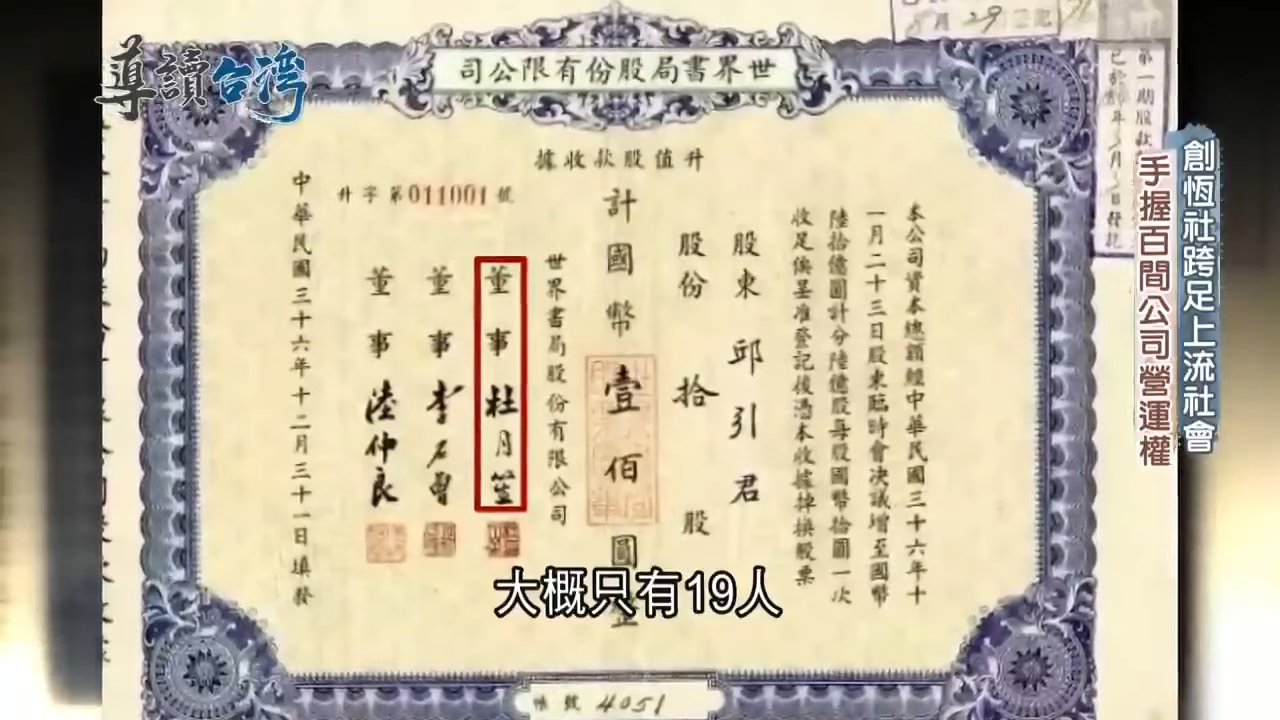 導讀台灣
創恆社跨足上流社會
手握百間公司營運權
世界書局股份有限公司
升值股款收據
升字第011001號
本公司資本總額經中華民國三十六年十
一月二十三日股東臨時會決議增至國幣
陸拾億圓計分陸億股每股國幣拾圓一次
收足俟呈准登記後憑本收據掉換股票
股東 邱引 君
股份 拾 股
計國幣壹佰圓整
世界書局股份有限公司
董事 杜月笙
董事 李石曾
董事 陸仲良
中華民國三十六年十二月三十一日填發
帳號 4051
大概只有19人